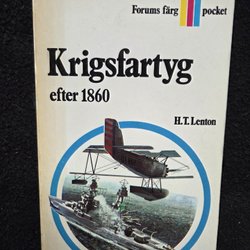 Forums färg pocket
Krigsfartyg
efter 1860
H.T. Lenton